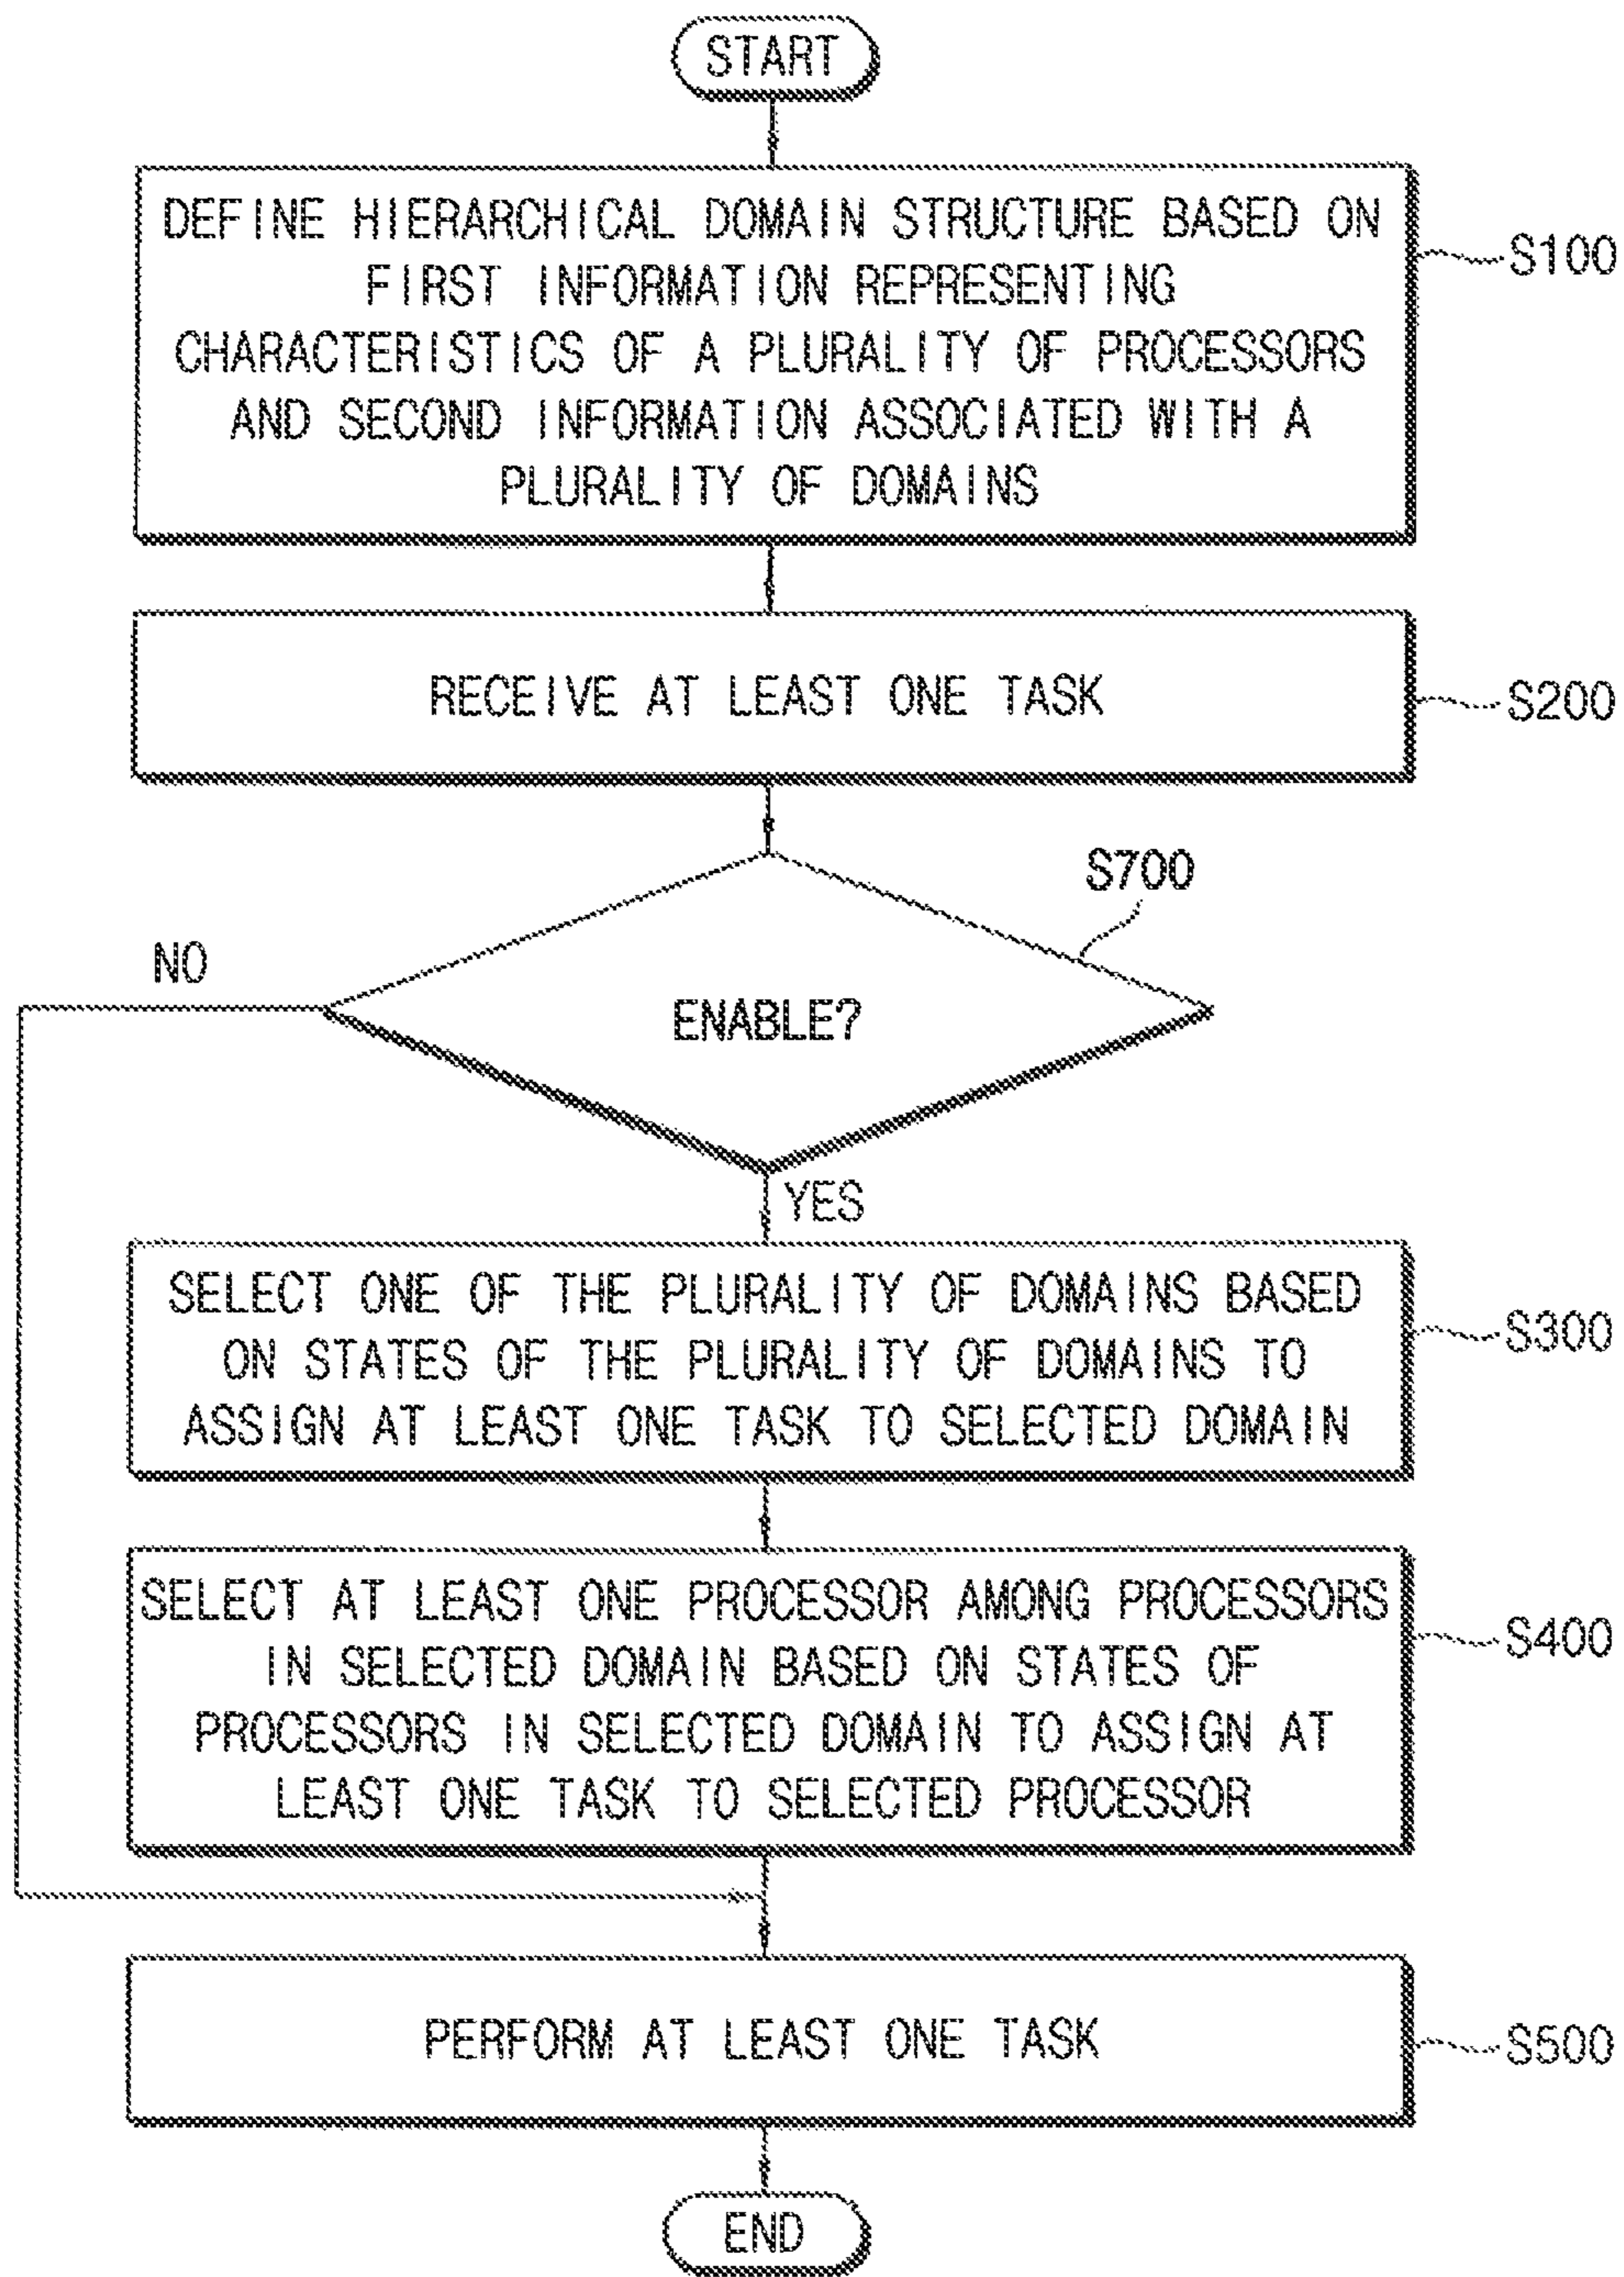 START
DEFINE HIERARCHICAL DOMAIN STRUCTURE BASED ON
FIRST INFORMATION REPRESENTING
CHARACTERISTICS OF A PLURALITY OF PROCESSORS
AND SECOND INFORMATION ASSOCIATED WITH A
PLURALITY OF DOMAINS
S100
RECEIVE AT LEAST ONE TASK
S200
S700
NO
ENABLE?
YES
SELECT ONE OF THE PLURALITY OF DOMAINS BASED
ON STATES OF THE PLURALITY OF DOMAINS TO
ASSIGN AT LEAST ONE TASK TO SELECTED DOMAIN
S300
SELECT AT LEAST ONE PROCESSOR AMONG PROCESSORS
IN SELECTED DOMAIN BASED ON STATES OF
PROCESSORS IN SELECTED DOMAIN TO ASSIGN AT
LEAST ONE TASK TO SELECTED PROCESSOR
S400
PERFORM AT LEAST ONE TASK
S500
END